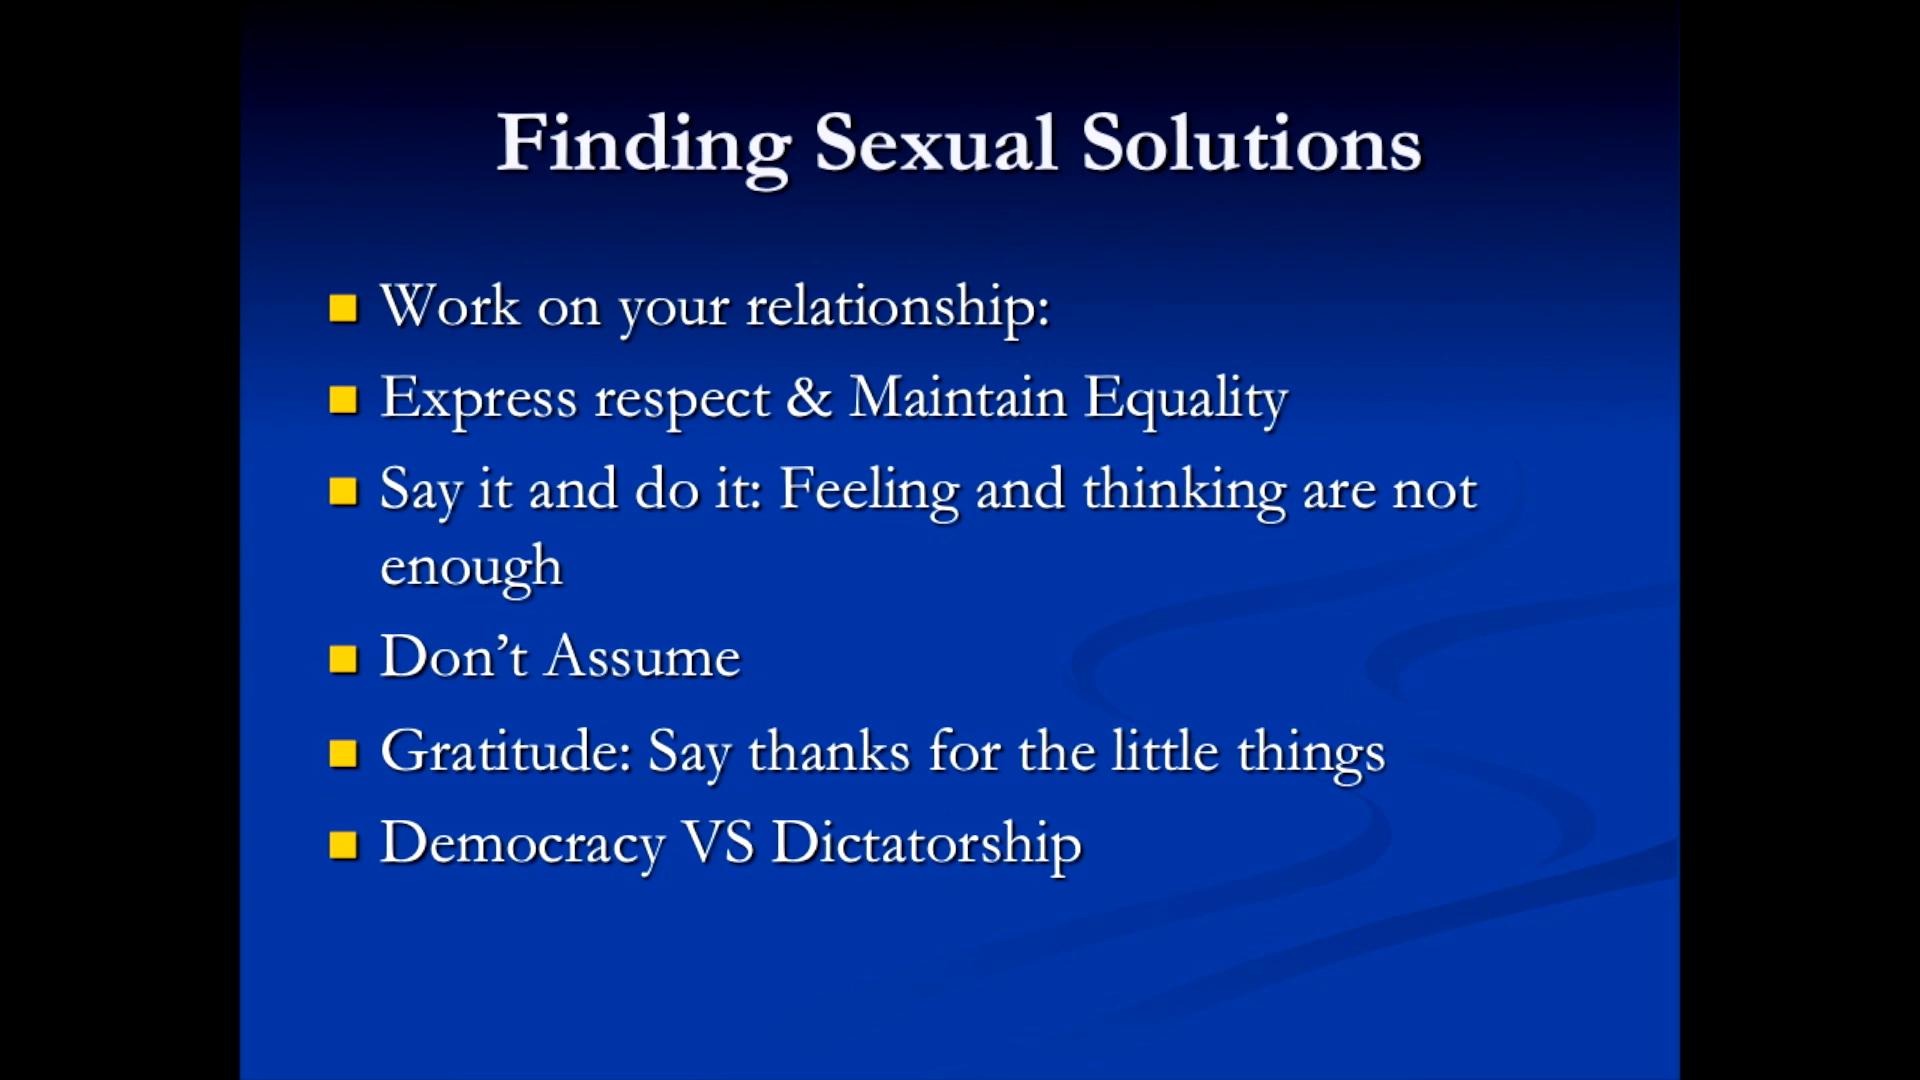 Finding Sexual Solutions
Work on your relationship:
Express respect & Maintain Equality
Say it and do it: Feeling and thinking are not
enough
Don’t Assume
Gratitude: Say thanks for the little things
Democracy VS Dictatorship